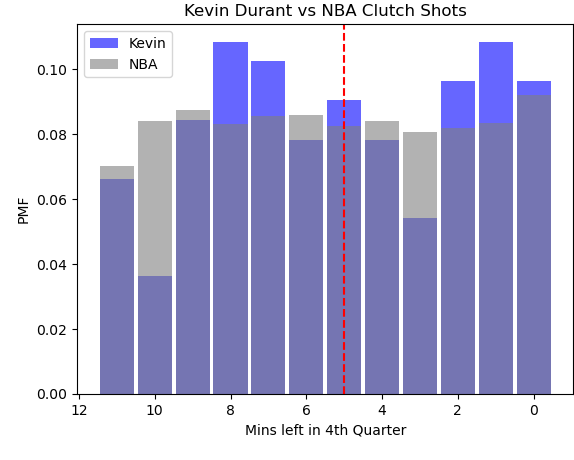 Kevin Durant vs NBA Clutch Shots
Kevin
NBA
0.10
0.08
0.06
0.04
0.02
0.00
PMF
12 10 8 6 4 2 0
Mins left in 4th Quarter